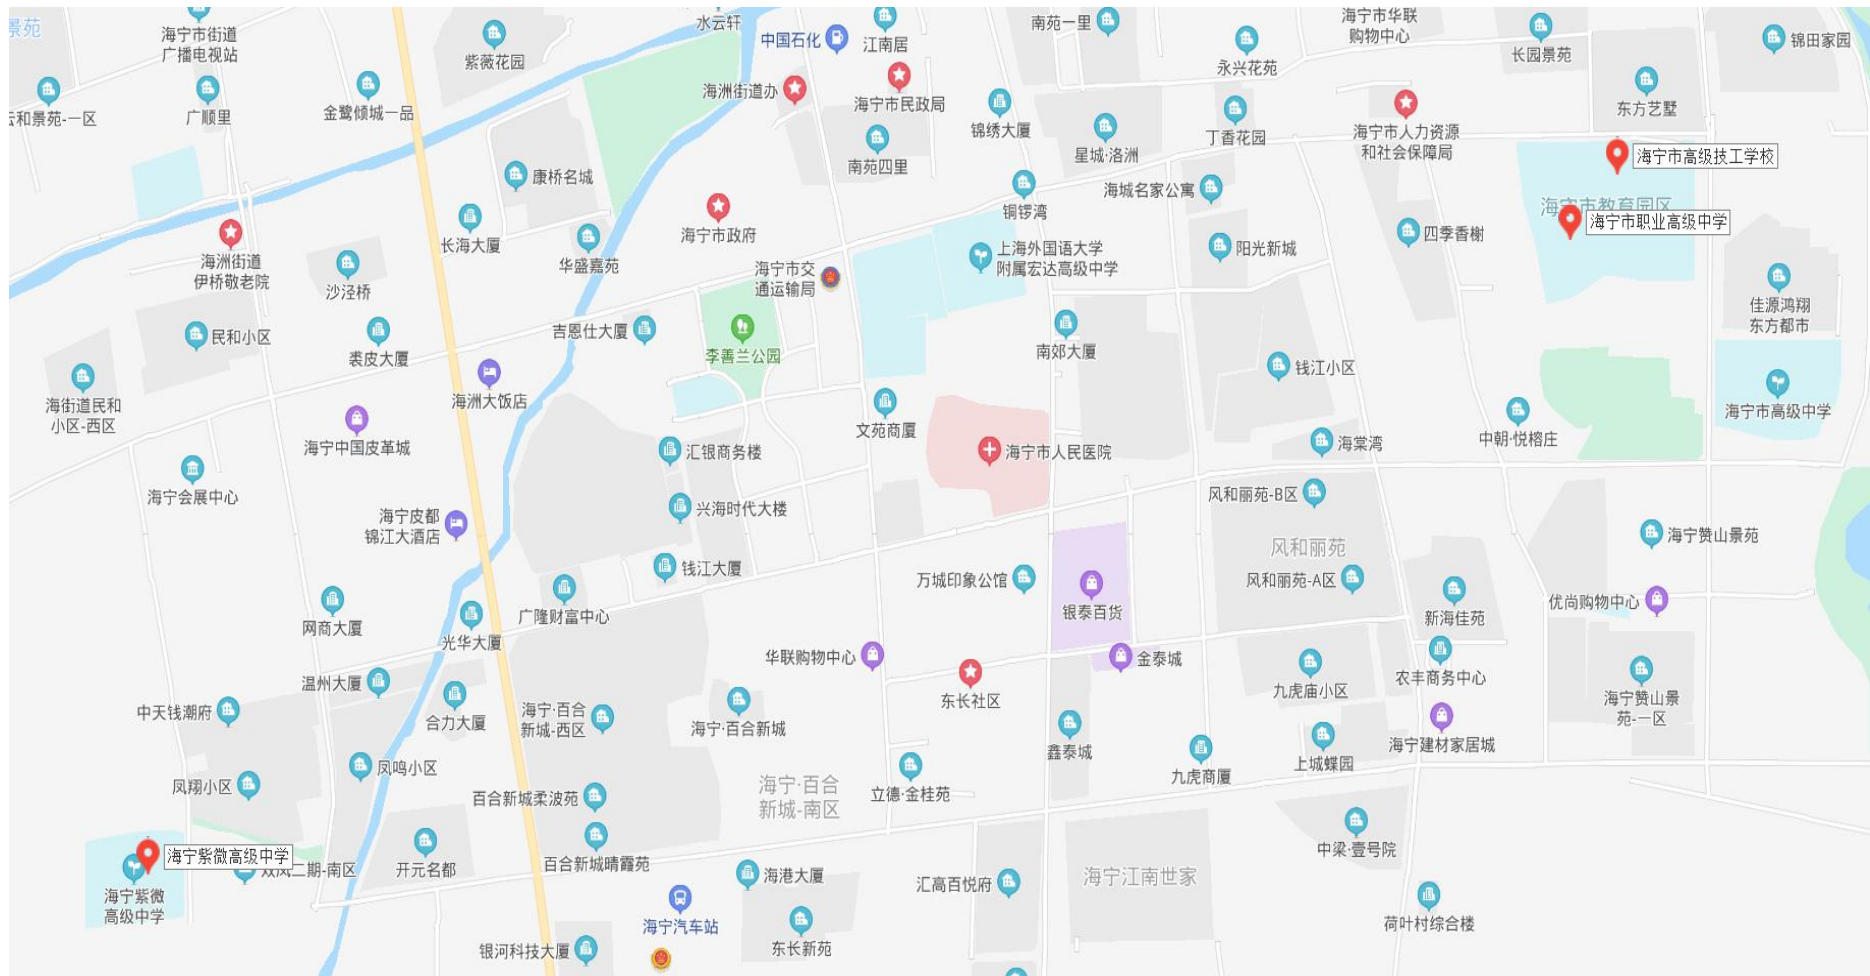 景苑
海宁市街道
广播电视站
紫薇花园
水云轩
中国石化
江南居
南苑一里
海宁市华联
购物中心
永兴花苑
长园景苑
锦田家园
云和景苑-一区
广顺里
金鹭倾城一品
海洲街道办
海宁市民政局
锦绣大厦
星城·洛洲
丁香花园
海宁市人力资源
和社会保障局
东方艺墅
康桥名城
南苑四里
海宁市高级技工学校
铜锣湾
海城名家公寓
海宁市教育园区
海宁市职业高级中学
海洲街道
伊桥敬老院
长海大厦
华盛嘉苑
海宁市政府
上海外国语大学
附属宏达高级中学
阳光新城
四季香榭
沙泾桥
海宁市交
通运输局
佳源鸿翔
东方都市
民和小区
裘皮大厦
吉恩仕大厦
李善兰公园
南郊大厦
钱江小区
海街道民和
小区-西区
海洲大饭店
海宁市高级中学
海宁中国皮革城
文苑商厦
中朝·悦榕庄
汇银商务楼
海宁市人民医院
海棠湾
海宁会展中心
海宁皮都
锦江大酒店
兴海时代大楼
风和丽苑-B区
海宁赞山景苑
风和丽苑
钱江大厦
万城印象公馆
风和丽苑-A区
网商大厦
光华大厦
广隆财富中心
银泰百货
新海佳苑
优尚购物中心
华联购物中心
金泰城
温州大厦
东长社区
九虎庙小区
农丰商务中心
海宁赞山景
苑-一区
中天钱潮府
合力大厦
海宁·百合
新城-西区
海宁·百合新城
鑫泰城
海宁建材家居城
凤鸣小区
九虎商厦
上城蝶园
凤翔小区
百合新城柔波苑
海宁·百合
新城-南区
立德·金桂苑
海宁紫微高级中学
双凤二期-南区
开元名都
百合新城晴霞苑
海港大厦
汇高百悦府
海宁江南世家
中梁·壹号院
海宁紫微
高级中学
海宁汽车站
荷叶村综合楼
银河科技大厦
东长新苑